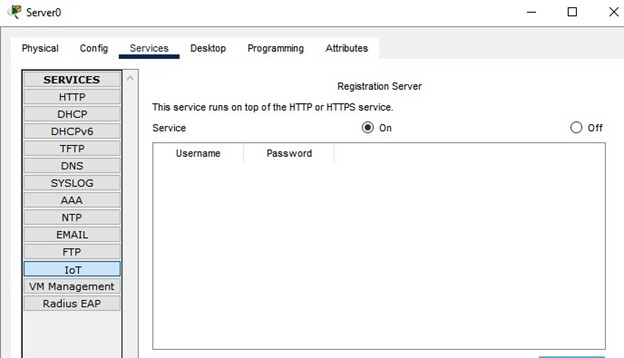 Server0
Physical Config Services Desktop Programming Attributes
SERVICES
HTTP
DHCP
DHCPv6
TFTP
DNS
SYSLOG
AAA
NTP
EMAIL
FTP
IoT
VM Management
Radius EAP
Registration Server
This service runs on top of the HTTP or HTTPS service.
Service On Off
Username Password